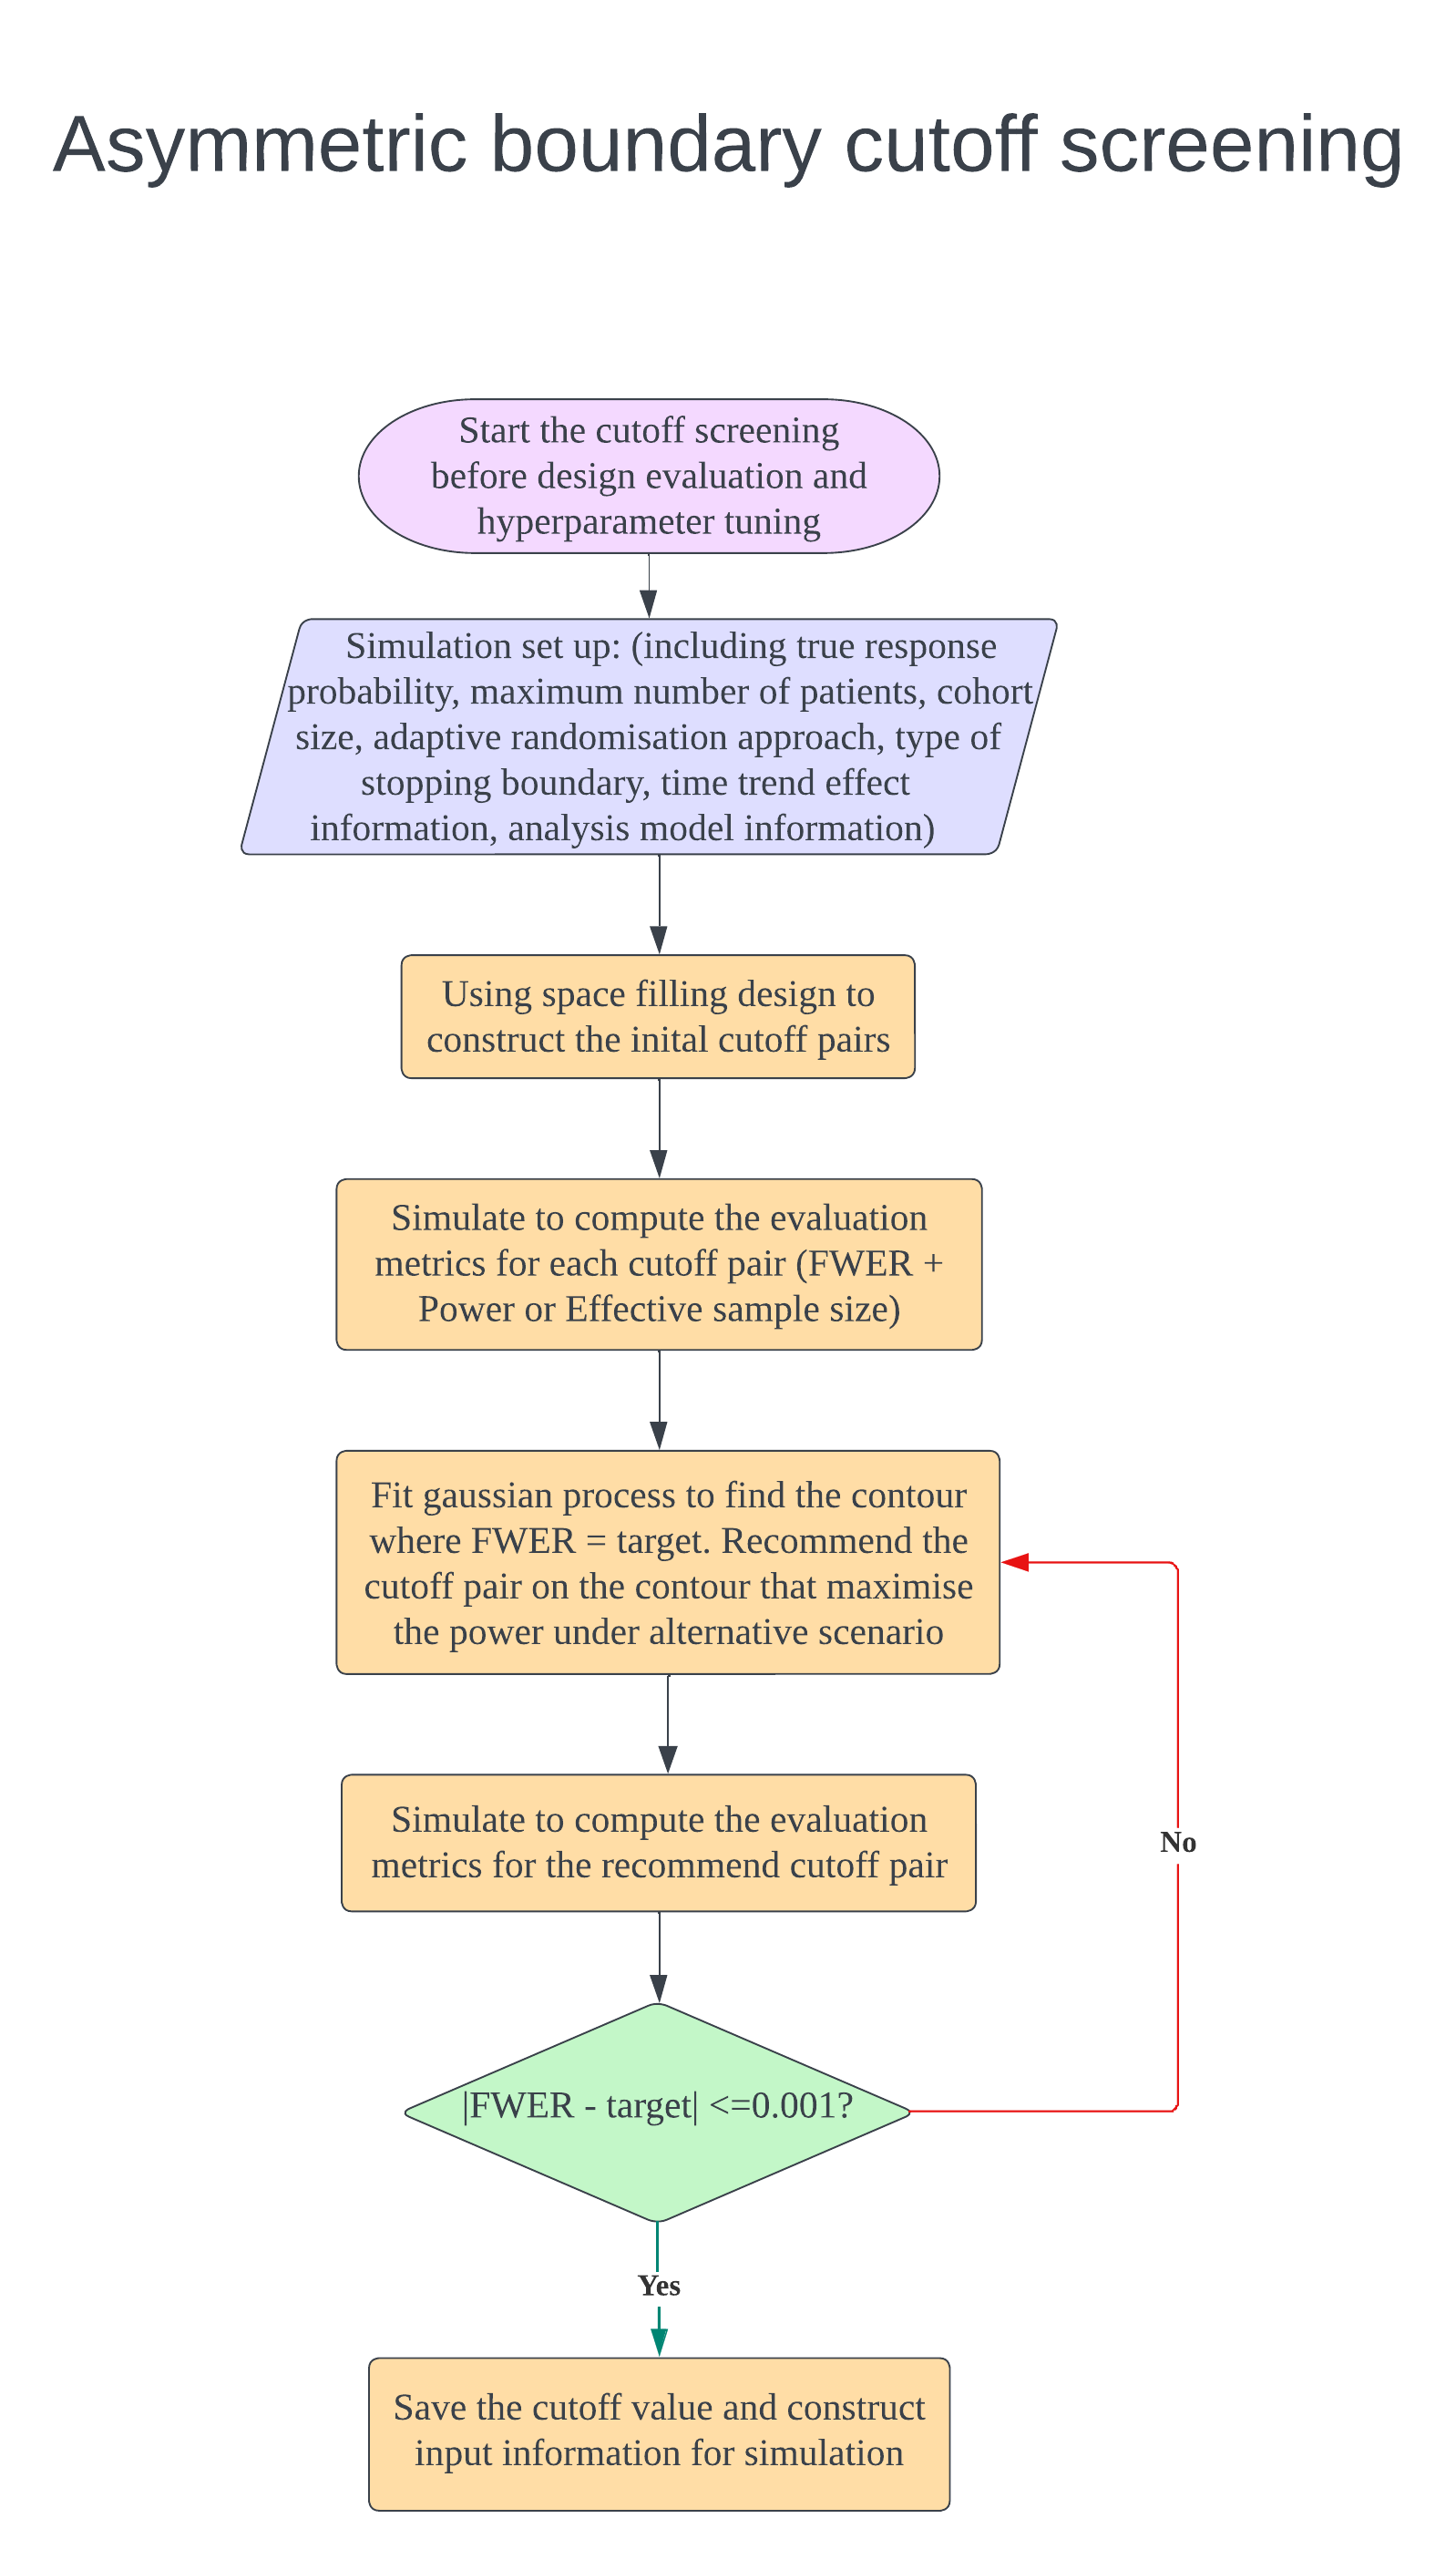 Asymmetric boundary cutoff screening
Start the cutoff screening
before design evaluation and
hyperparameter tuning
Simulation set up: (including true response
probability, maximum number of patients, cohort
size, adaptive randomisation approach, type of
stopping boundary, time trend effect
information, analysis model information)
Using space filling design to
construct the inital cutoff pairs
Simulate to compute the evaluation
metrics for each cutoff pair (FWER +
Power or Effective sample size)
Fit gaussian process to find the contour
where FWER = target. Recommend the
cutoff pair on the contour that maximise
the power under alternative scenario
Simulate to compute the evaluation
metrics for the recommend cutoff pair
No
|FWER - target| <=0.001?
Yes
Save the cutoff value and construct
input information for simulation